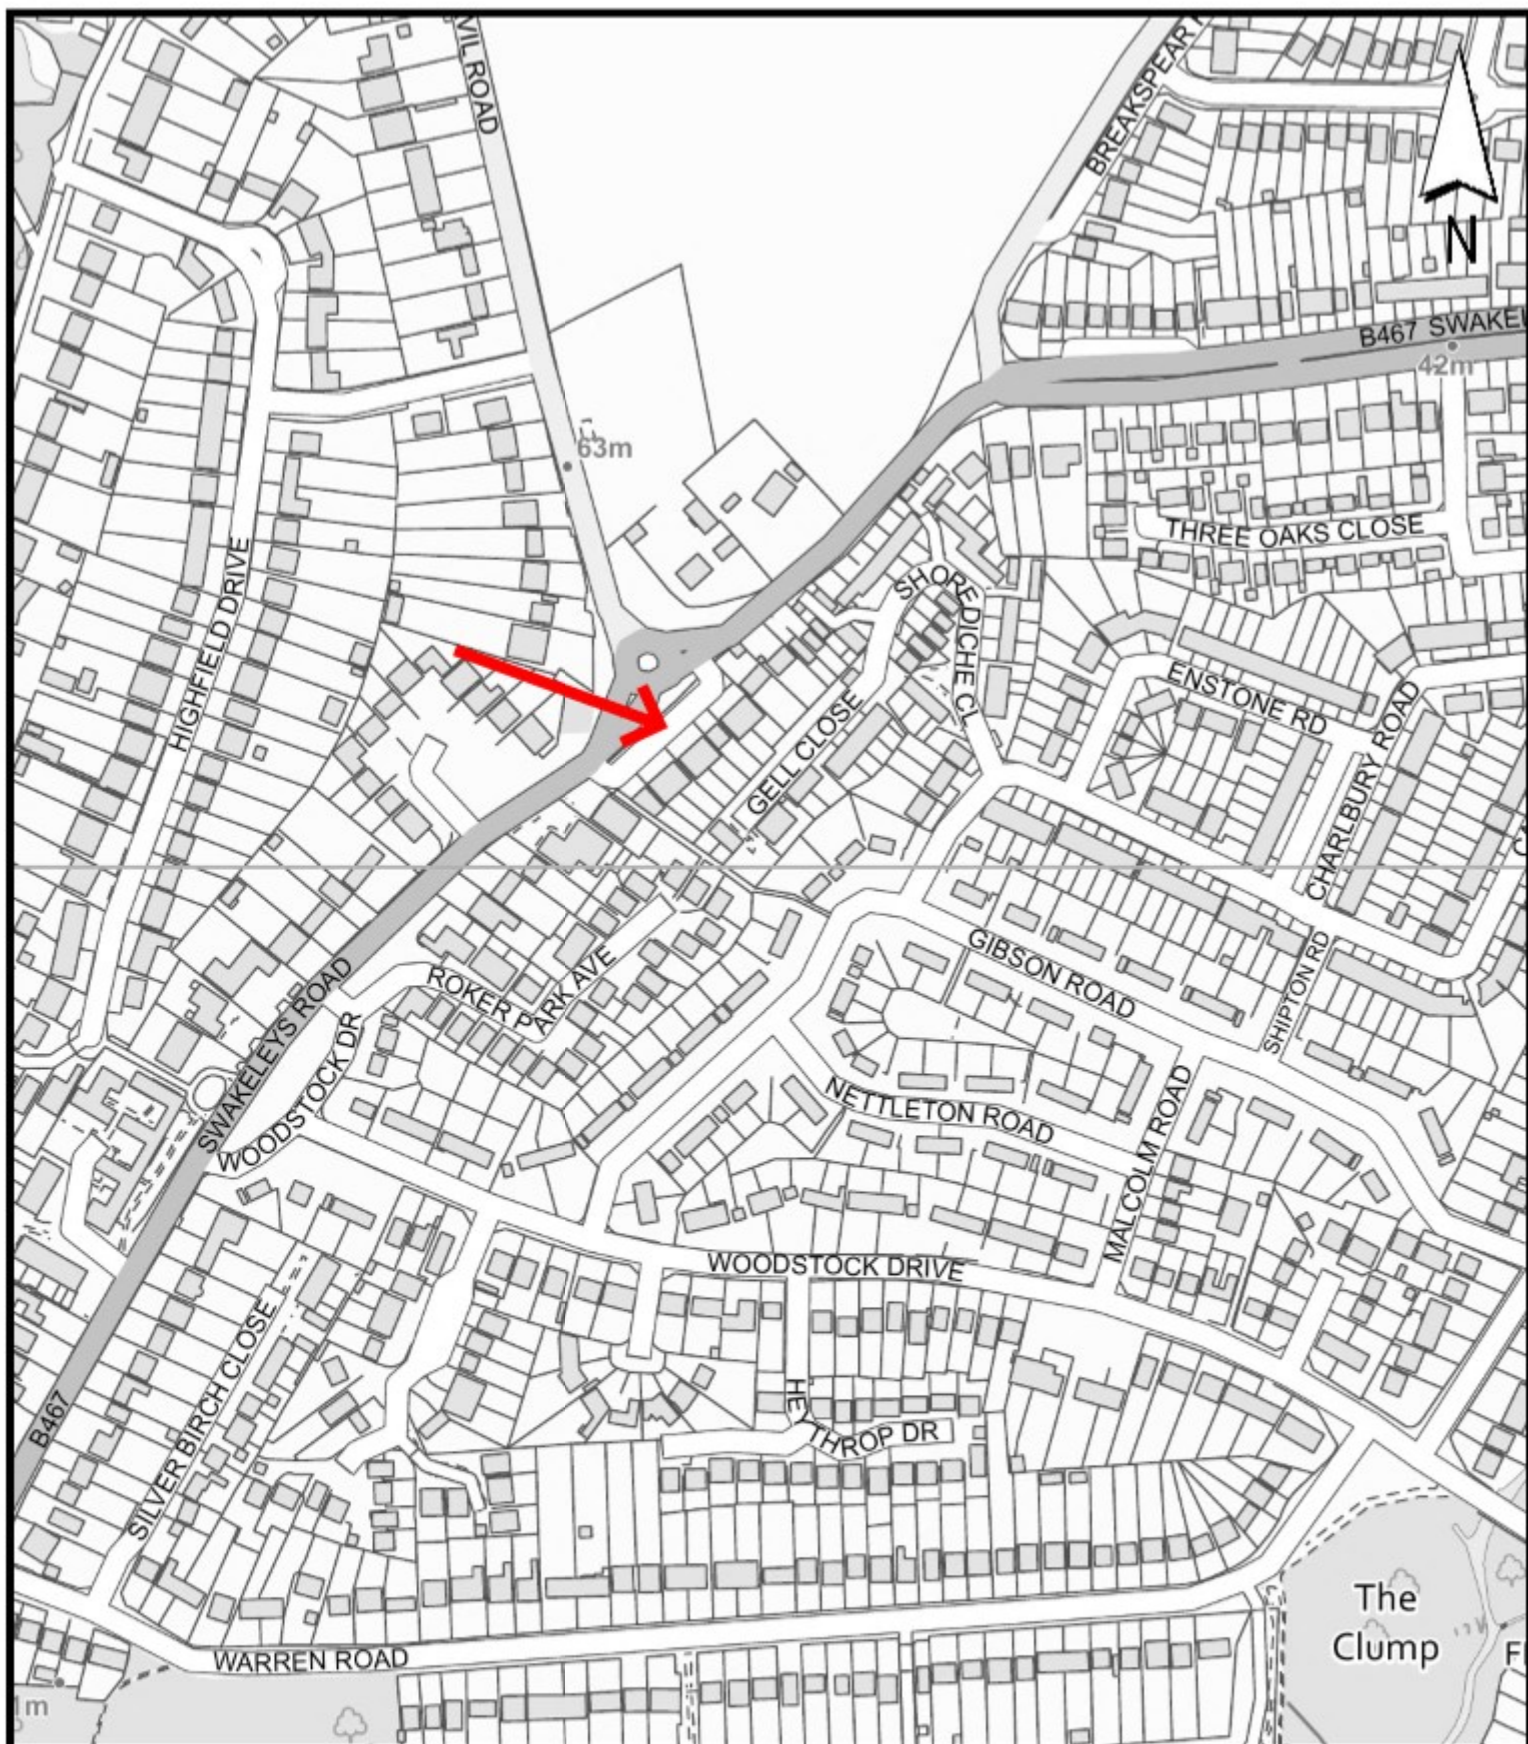 VIL ROAD
BREAKSPEAR
N
B467 SWAKEL
42m
63m
THREE OAKS CLOSE
SHOREDICHE CL
HIGHFIELD DRIVE
ENSTONE RD
GELL CLOSE
CHARLBURY ROAD
GIBSON ROAD
ROKER PARK AVE
SHIPTON RD
SWAKELEYS ROAD
WOODSTOCK DR
NETTLETON ROAD
MALCOLM ROAD
WOODSTOCK DRIVE
SILVER BIRCH CLOSE
B467
HEYTHROP DR
The
Clump
WARREN ROAD